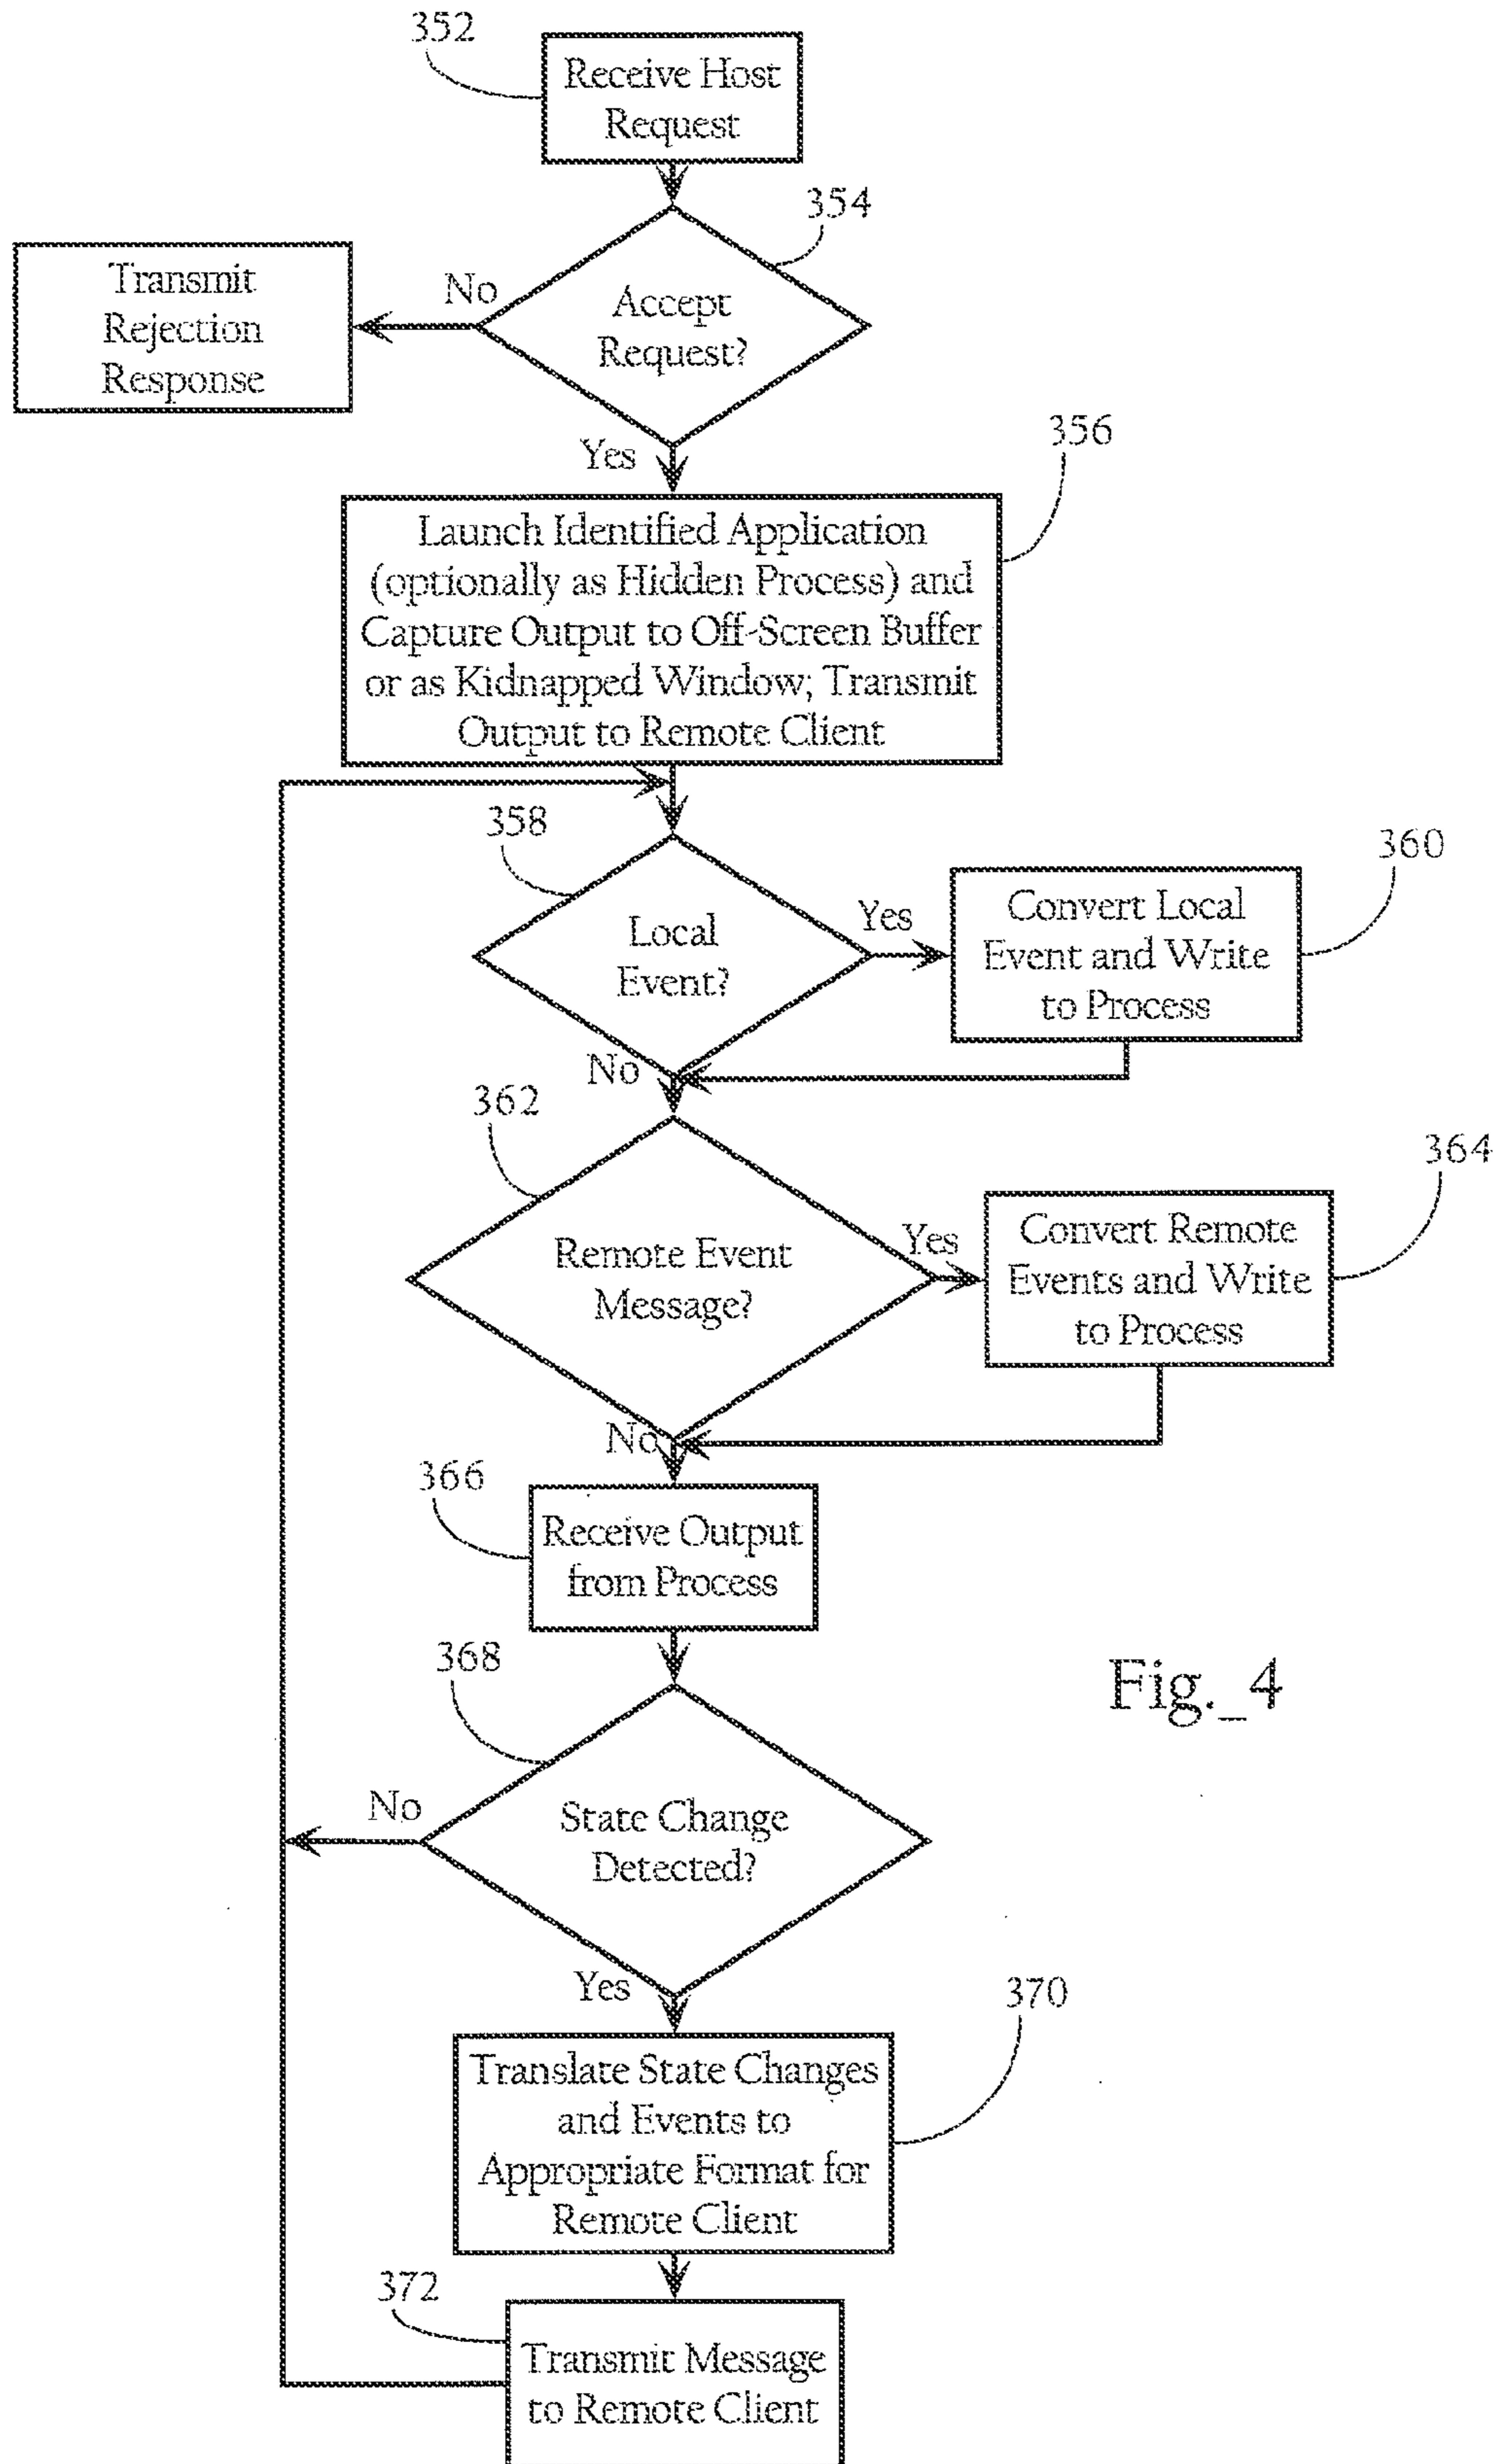 352
Receive Host
Request
354
No
Accept
Request?
Transmit
Rejection
Response
Yes
356
Launch Identified Application
(optionally as Hidden Process) and
Capture Output to Off-Screen Buffer
or as Kidnapped Window; Transmit
Output to Remote Client
358
Local
Event?
Yes
360
Convert Local
Event and Write
to Process
No
362
Remote Event
Message?
Yes
364
Convert Remote
Events and Write
to Process
No
366
Receive Output
from Process
368
Fig._4
No
State Change
Detected?
Yes
370
Translate State Changes
and Events to
Appropriate Format for
Remote Client
372
Transmit Message
to Remote Client